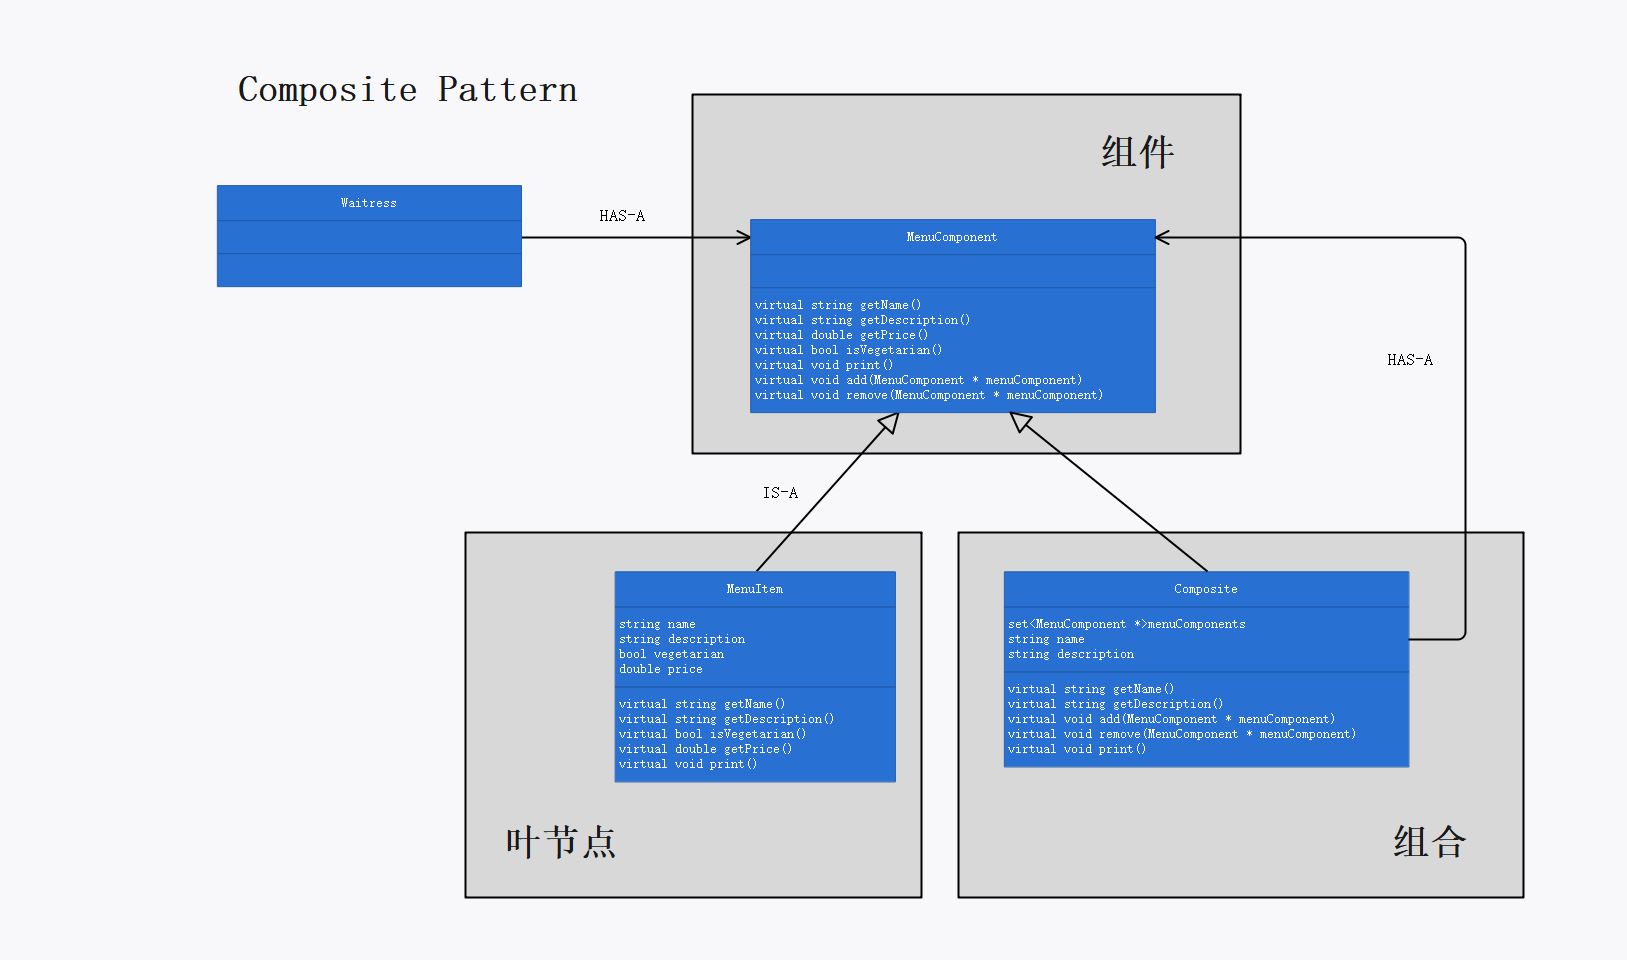 Composite Pattern
组件
Waitress
HAS-A
MenuComponent
virtual string getName()
virtual string getDescription()
virtual double getPrice()
virtual bool isVegetarian()
virtual void print()
virtual void add(MenuComponent * menuComponent)
virtual void remove(MenuComponent * menuComponent)
HAS-A
IS-A
MenuItem
string name
string description
bool vegetarian
double price
virtual string getName()
virtual string getDescription()
virtual bool isVegetarian()
virtual double getPrice()
virtual void print()
叶节点
Composite
set<MenuComponent *>menuComponents
string name
string description
virtual string getName()
virtual string getDescription()
virtual void add(MenuComponent * menuComponent)
virtual void remove(MenuComponent * menuComponent)
virtual void print()
组合